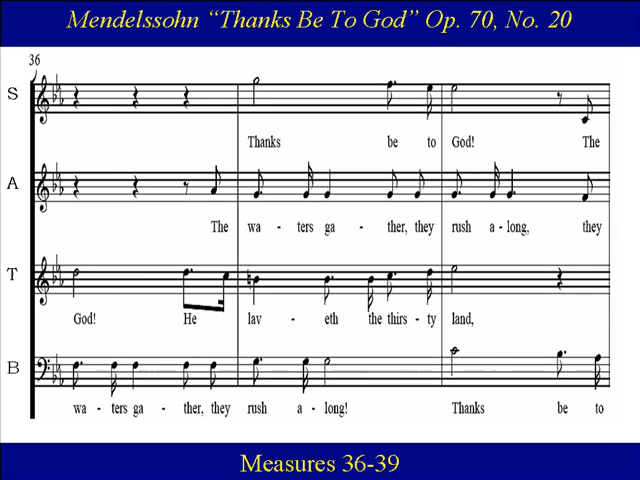 Mendelssohn “Thanks Be To God” Op. 70, No. 20
36
S
Thanks be to God! The
A
The wa - ters ga - ther, they rush a - long, they
T
God! He lav - eth the thirs - ty land,
B
wa - ters ga - ther, they rush a - long! Thanks be to
Measures 36-39